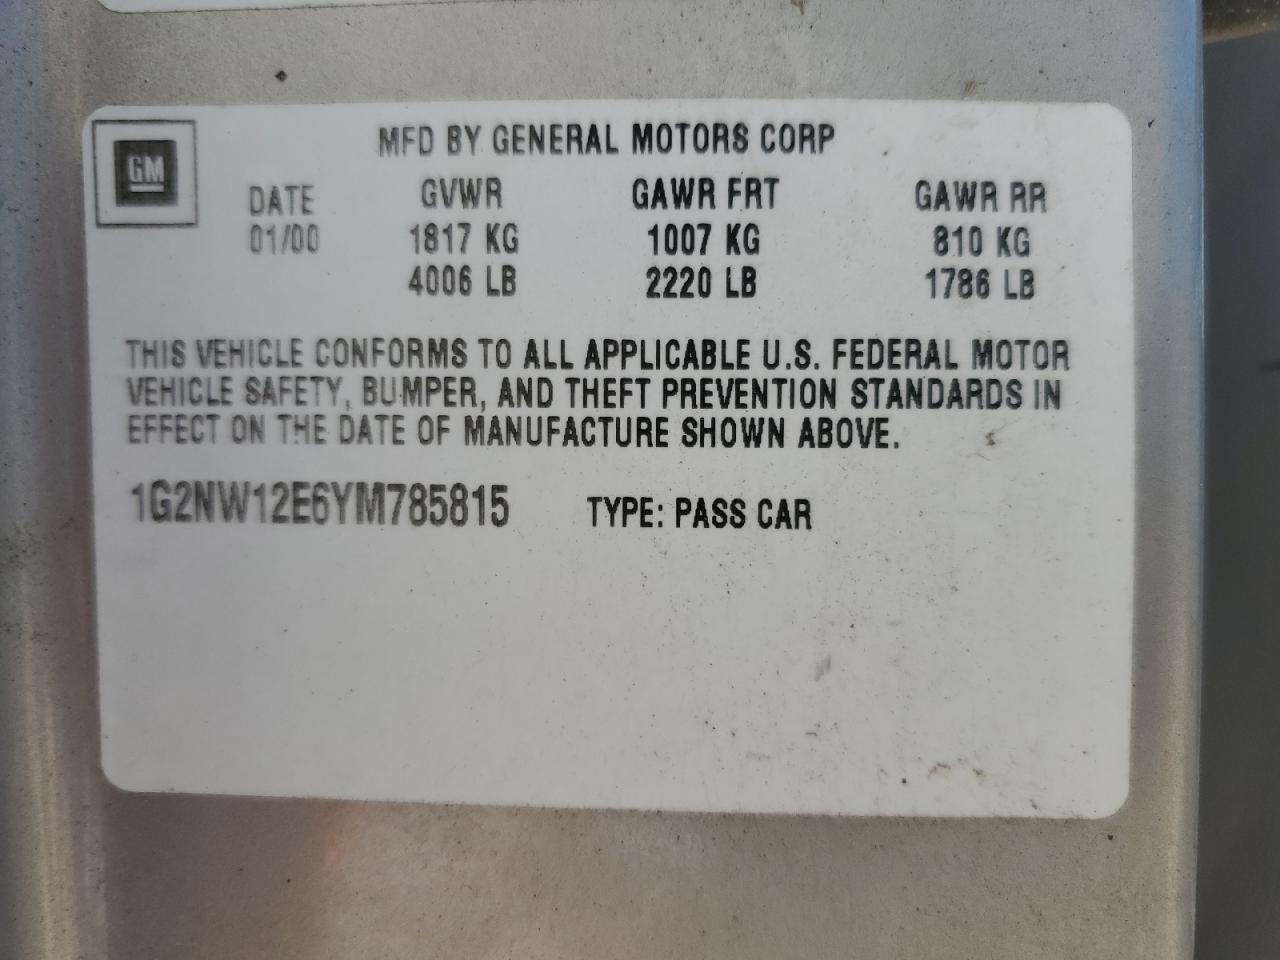 GM
MFD BY GENERAL MOTORS CORP
DATE GVWR GAWR FRT GAWR RR
01/00 1817 KG 1007 KG 810 KG
4006 LB 2220 LB 1786 LB
THIS VEHICLE CONFORMS TO ALL APPLICABLE U.S. FEDERAL MOTOR
VEHICLE SAFETY, BUMPER, AND THEFT PREVENTION STANDARDS IN
EFFECT ON THE DATE OF MANUFACTURE SHOWN ABOVE.
1G2NW12E6YM785815 TYPE: PASS CAR